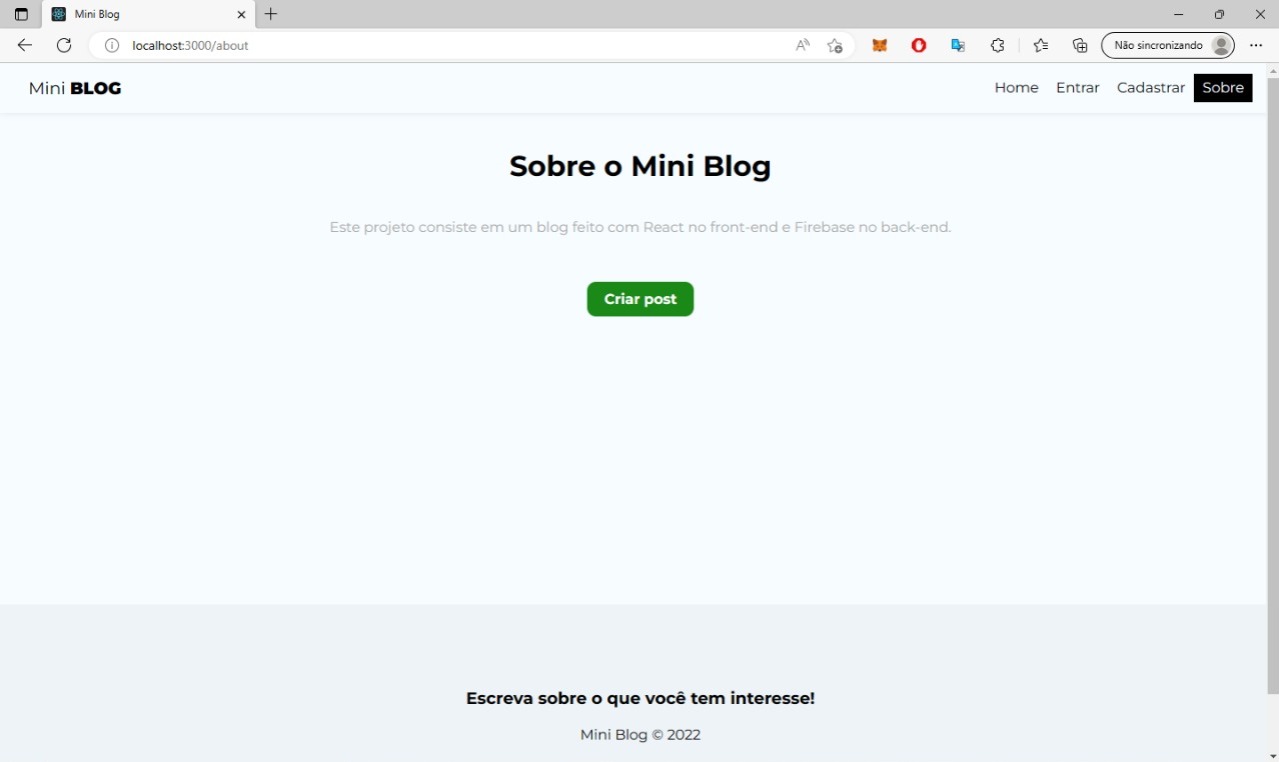 Mini Blog
localhost:3000/about
Não sincronizando
Mini BLOG
Home Entrar Cadastrar Sobre
Sobre o Mini Blog
Este projeto consiste em um blog feito com React no front-end e Firebase no back-end.
Criar post
Escreva sobre o que você tem interesse!
Mini Blog © 2022